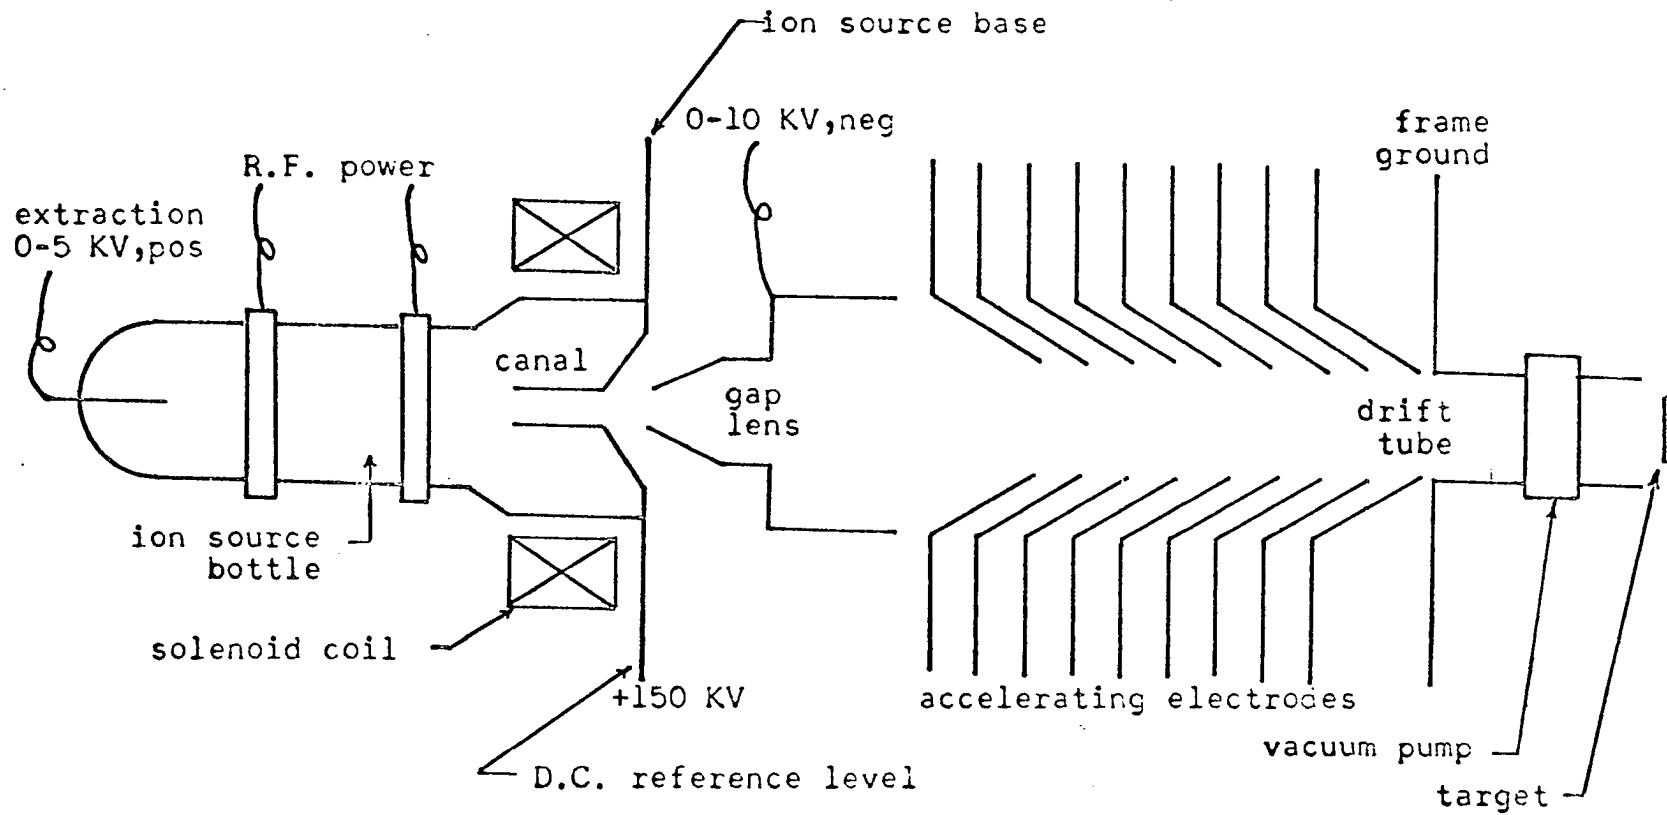 ion source base
0-10 KV,neg
frame
ground
R.F. power
extraction
0-5 KV,pos
canal
gap
lens
drift
tube
ion source
bottle
solenoid coil
+150 KV
accelerating electrodes
vacuum pump
D.C. reference level
target